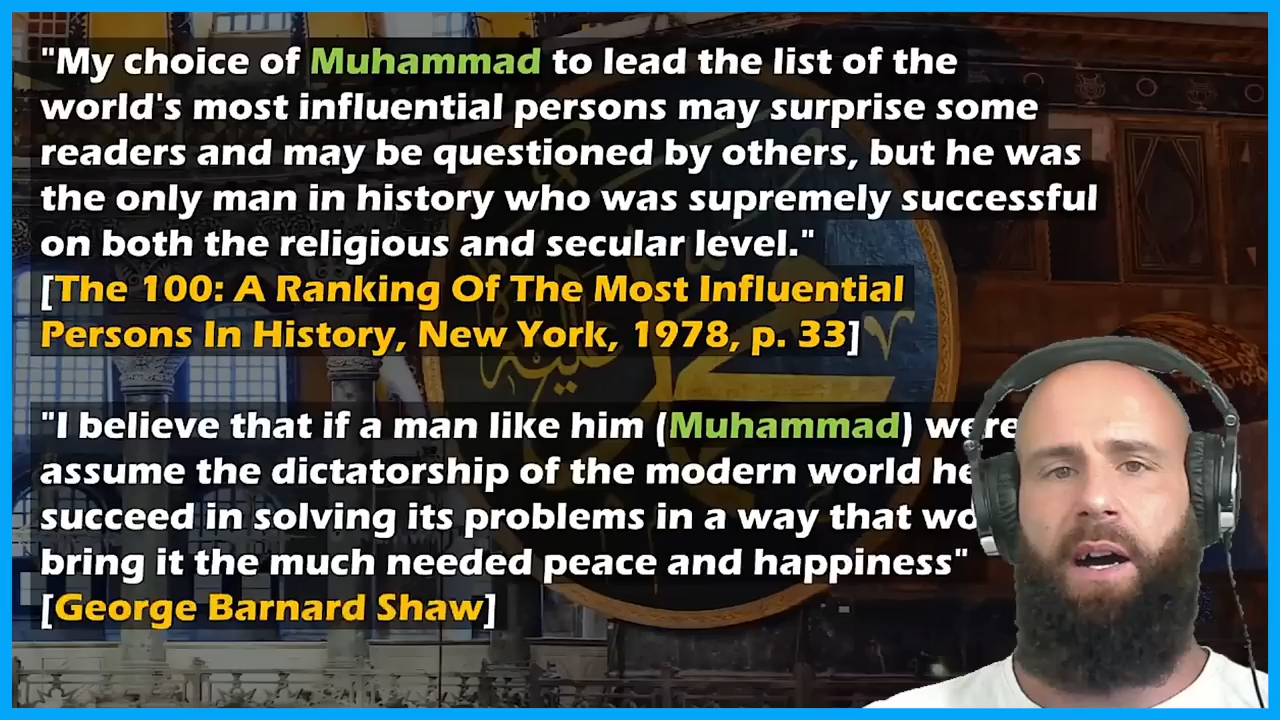 "My choice of Muhammad to lead the list of the
world's most influential persons may surprise some
readers and may be questioned by others, but he was
the only man in history who was supremely successful
on both the religious and secular level."
[The 100: A Ranking Of The Most Influential
Persons In History, New York, 1978, p. 33]
"I believe that if a man like him (Muhammad) were
assume the dictatorship of the modern world he
succeed in solving its problems in a way that
bring it the much needed peace and happiness"
[George Barnard Shaw]
محمد
عليه